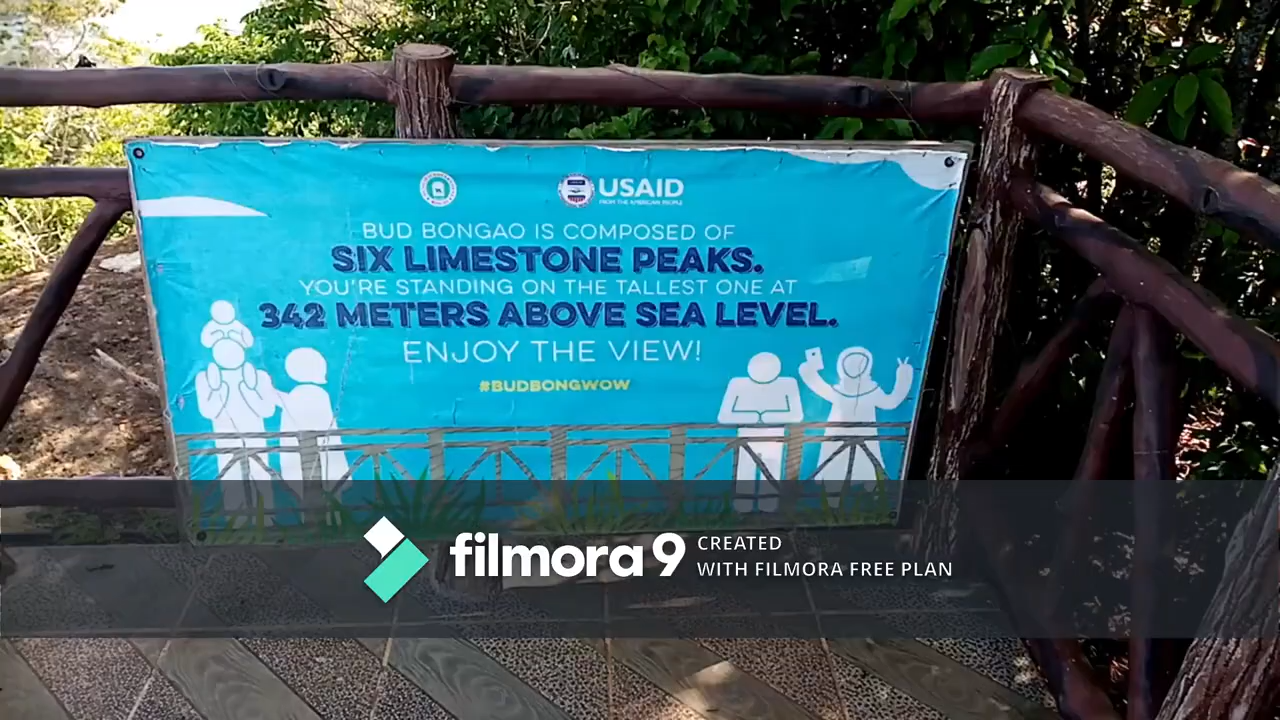 USAID
FROM THE AMERICAN PEOPLE
BUD BONGAO IS COMPOSED OF
SIX LIMESTONE PEAKS.
YOU'RE STANDING ON THE TALLEST ONE AT
342 METERS ABOVE SEA LEVEL.
ENJOY THE VIEW!
#BUDBONGWOW
filmora 9
CREATED
WITH FILMORA FREE PLAN